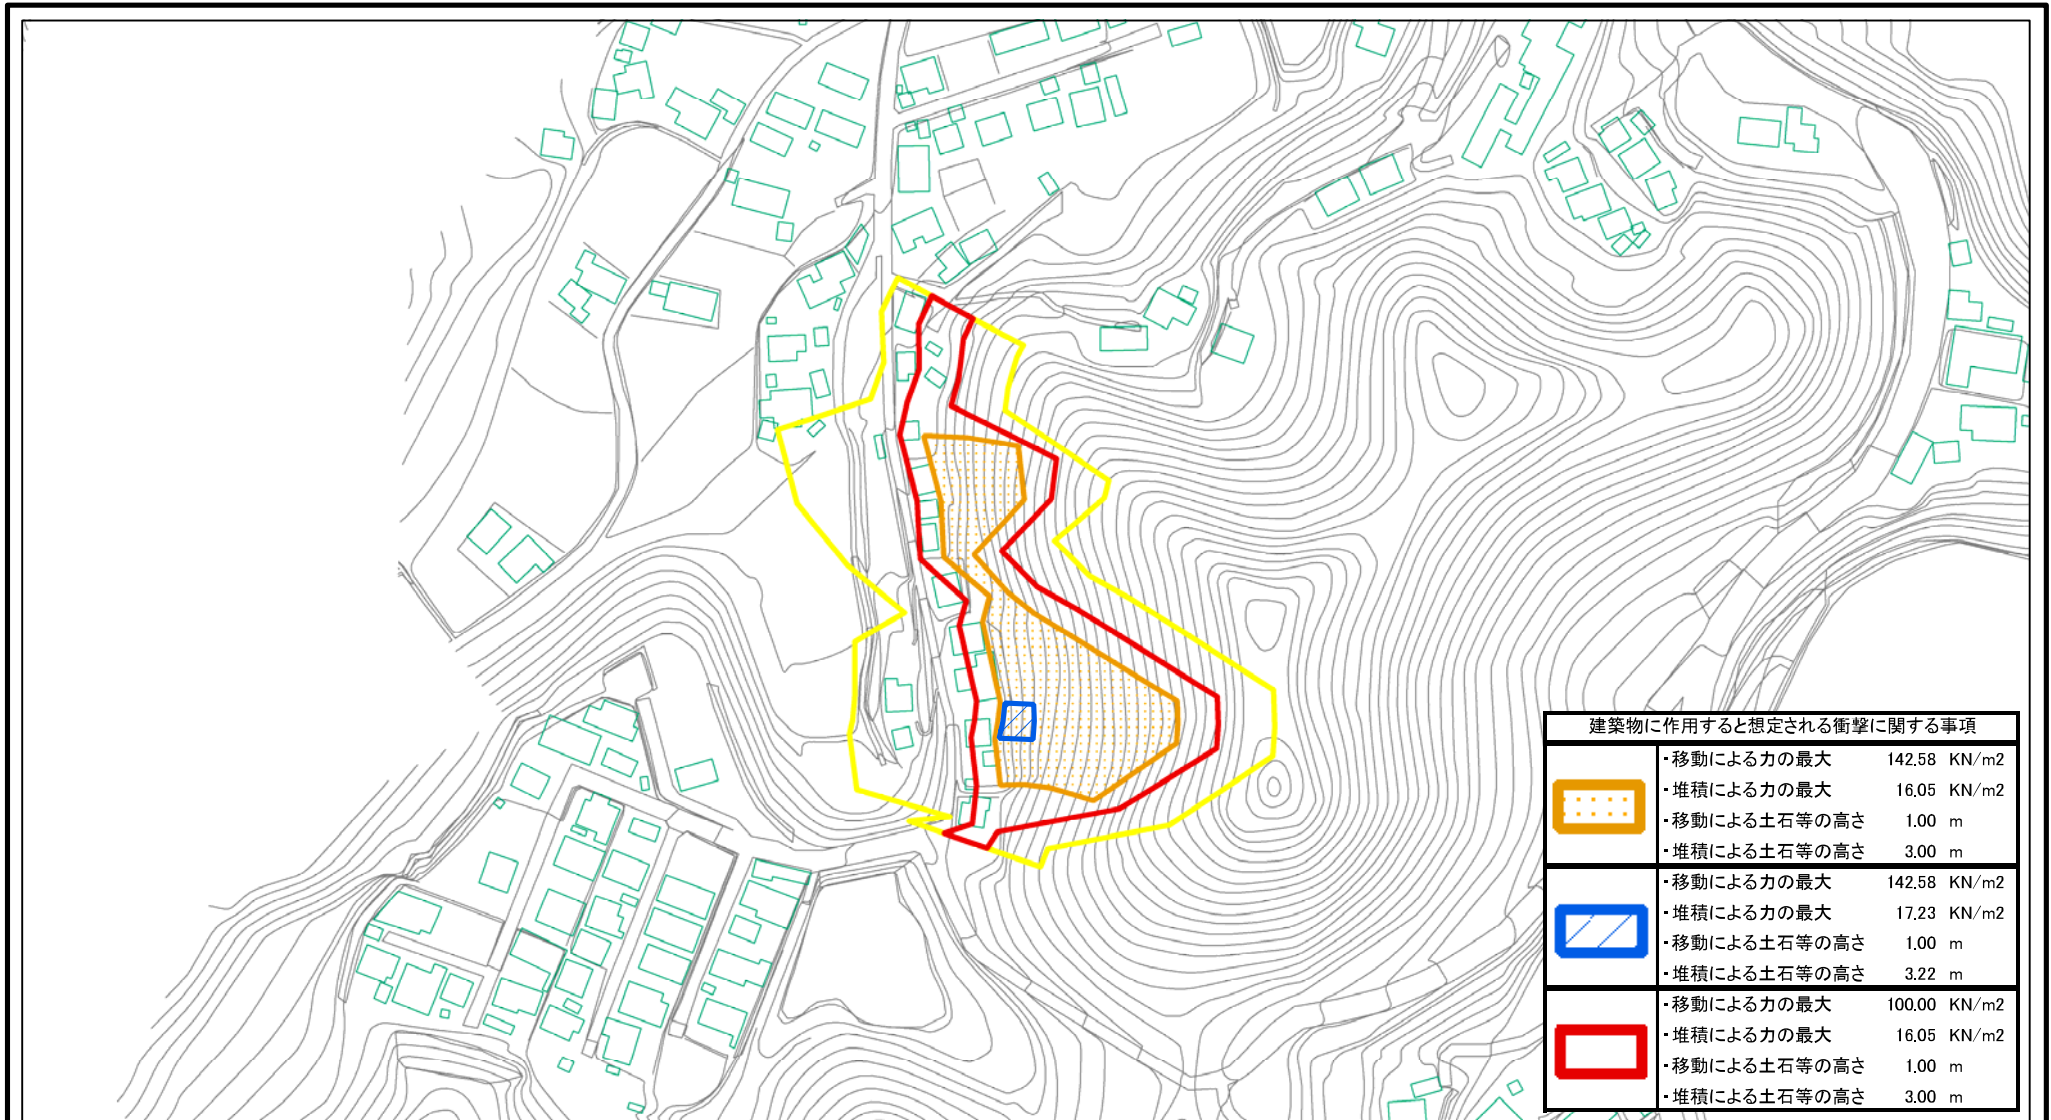 建築物に作用すると想定される衝撃に関する事項
・移動による力の最大 142.58 KN/m2
・堆積による力の最大 16.05 KN/m2
・移動による土石等の高さ 1.00 m
・堆積による土石等の高さ 3.00 m
・移動による力の最大 142.58 KN/m2
・堆積による力の最大 17.23 KN/m2
・移動による土石等の高さ 1.00 m
・堆積による土石等の高さ 3.22 m
・移動による力の最大 100.00 KN/m2
・堆積による力の最大 16.05 KN/m2
・移動による土石等の高さ 1.00 m
・堆積による土石等の高さ 3.00 m